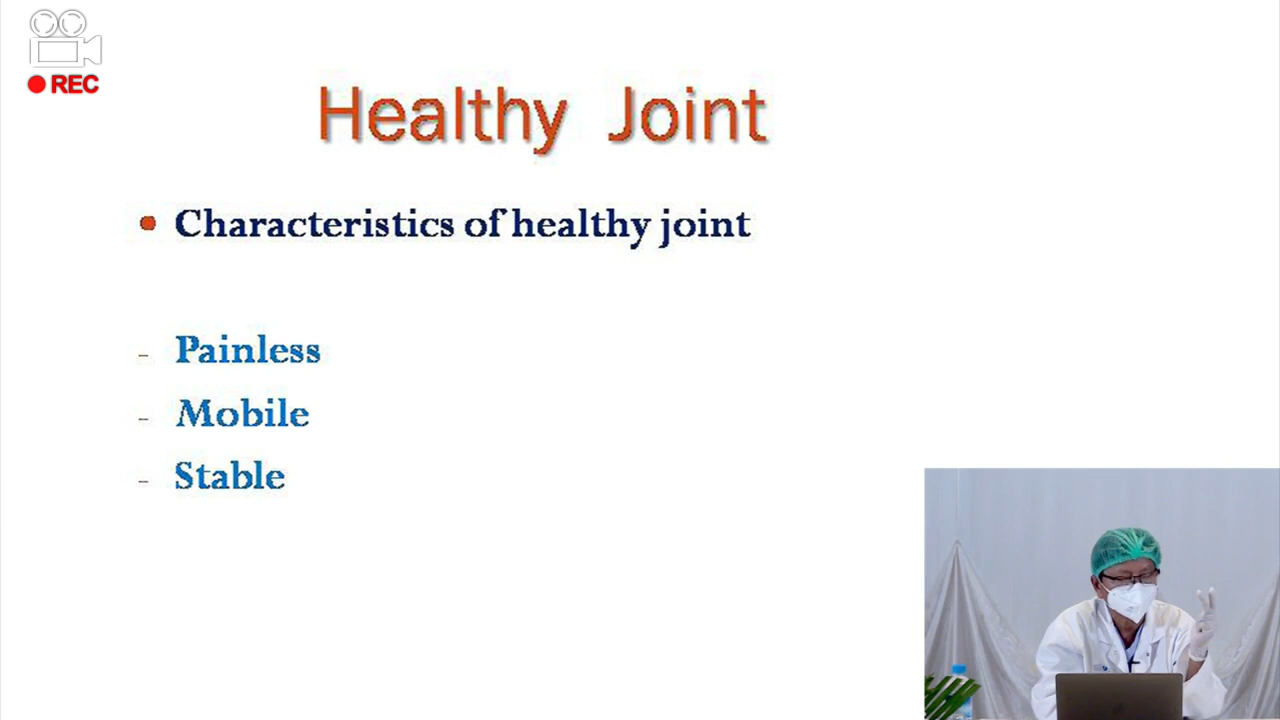 REC
Healthy Joint
• Characteristics of healthy joint
- Painless
- Mobile
- Stable